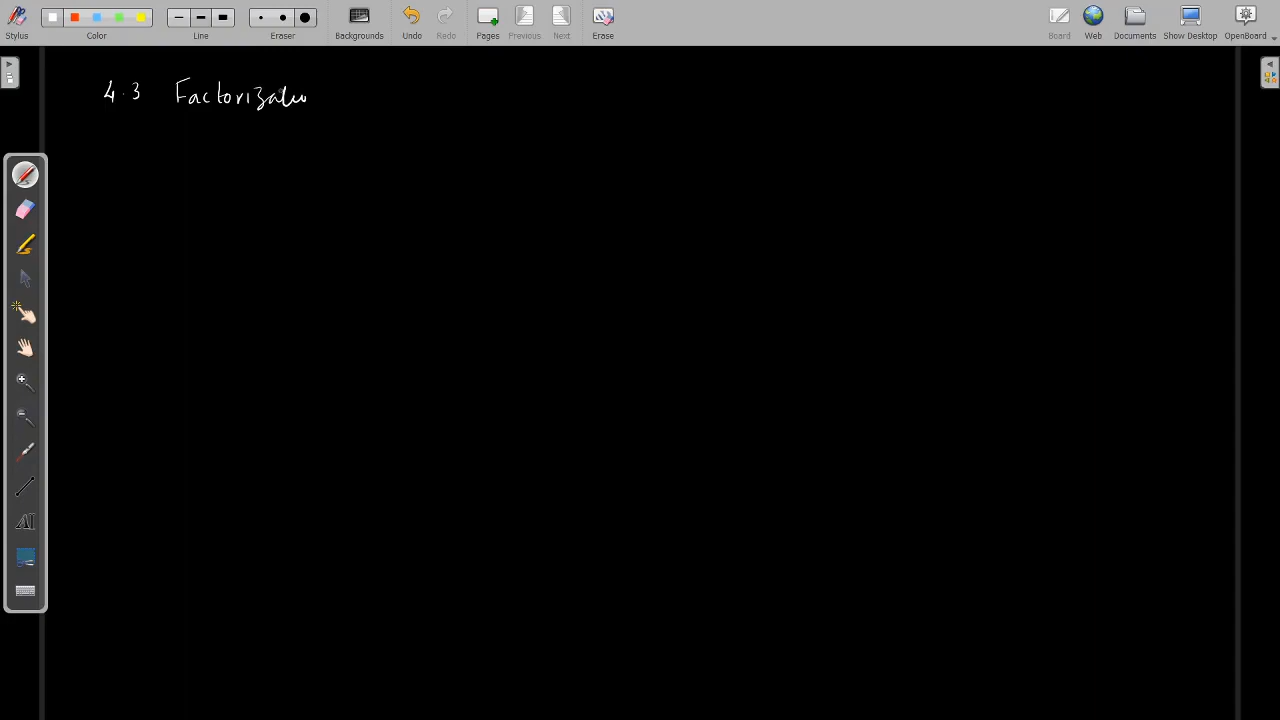 Stylus Color Line Eraser Backgrounds Undo Redo Pages Previous Next Erase Board Web Documents Show Desktop OpenBoard
4.3 Factorizatio